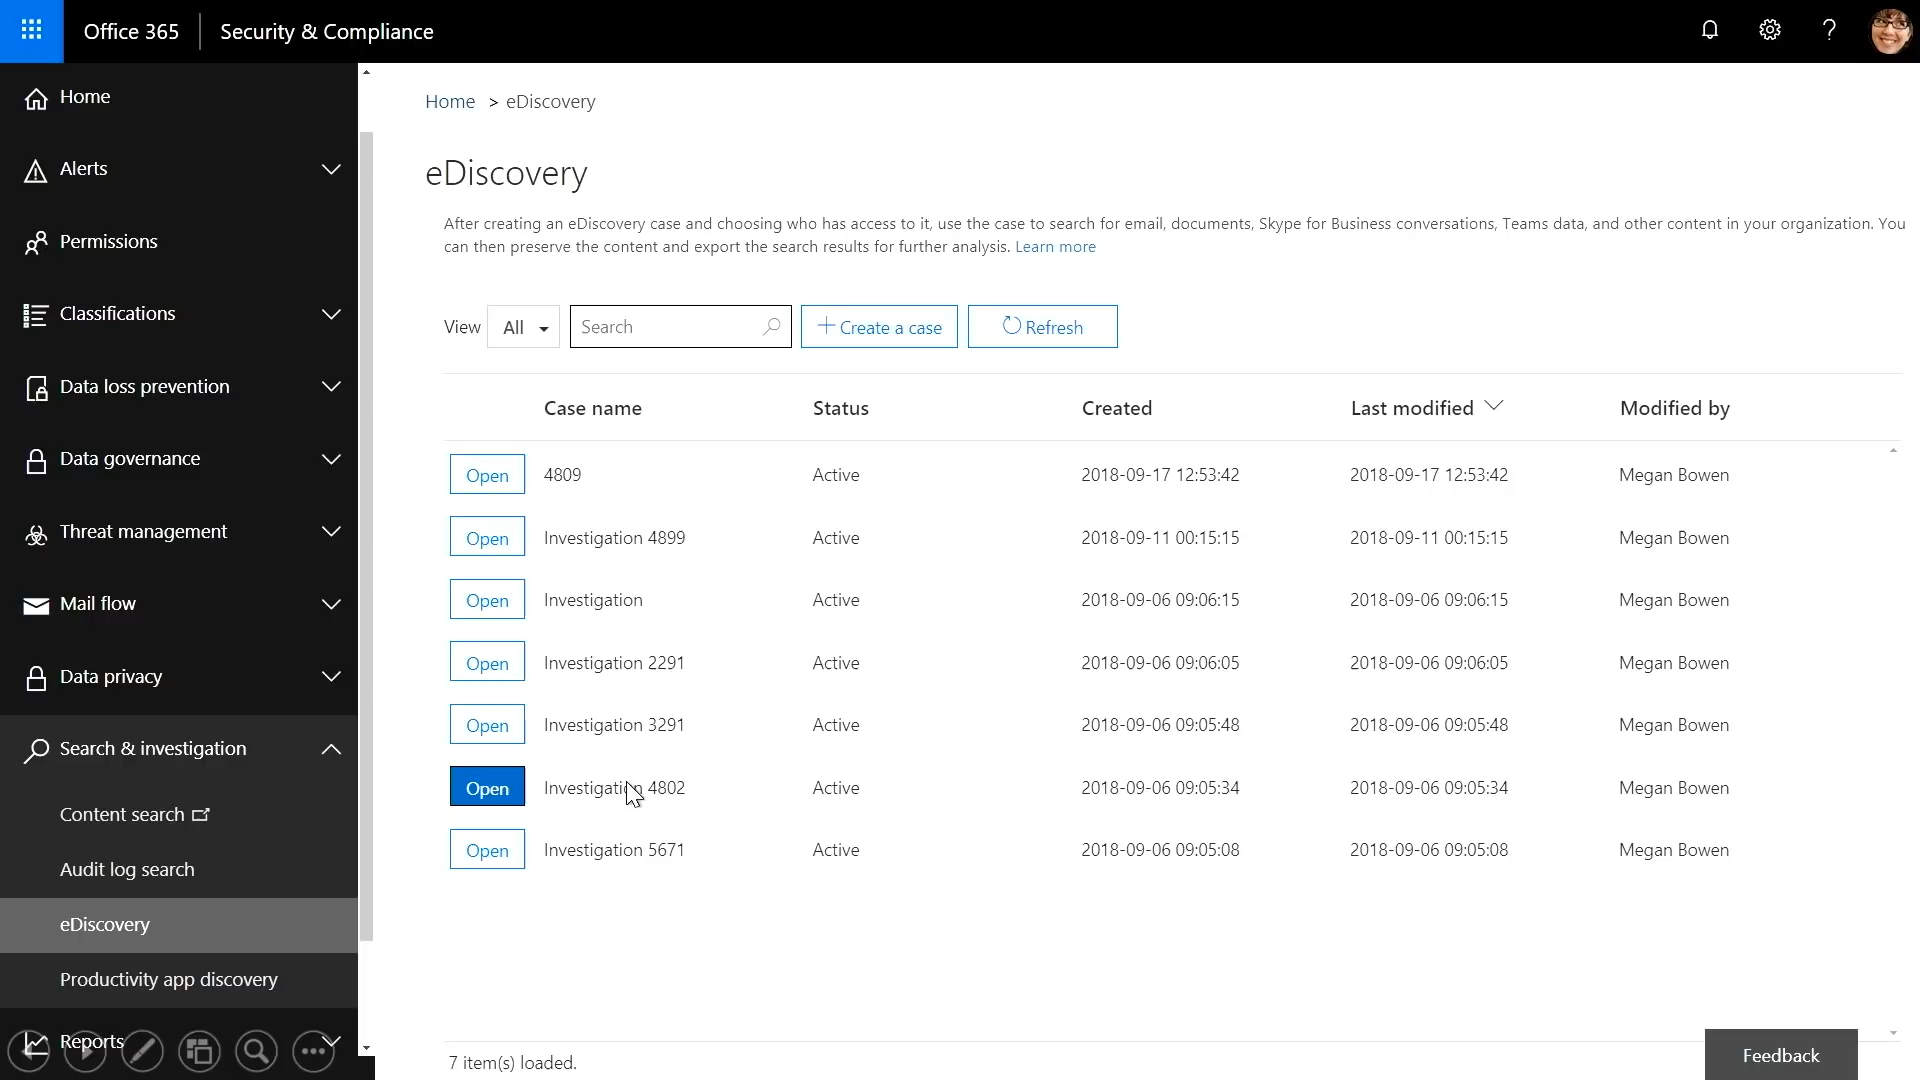 Office 365 Security & Compliance
Home
Alerts
Permissions
Classifications
Data loss prevention
Data governance
Threat management
Mail flow
Data privacy
Search & investigation
Content search
Audit log search
eDiscovery
Productivity app discovery
Reports
Home > eDiscovery
eDiscovery
After creating an eDiscovery case and choosing who has access to it, use the case to search for email, documents, Skype for Business conversations, Teams data, and other content in your organization. You
can then preserve the content and export the search results for further analysis. Learn more
View All Search Create a case Refresh
Case name Status Created Last modified Modified by
Open 4809 Active 2018-09-17 12:53:42 2018-09-17 12:53:42 Megan Bowen
Open Investigation 4899 Active 2018-09-11 00:15:15 2018-09-11 00:15:15 Megan Bowen
Open Investigation Active 2018-09-06 09:06:15 2018-09-06 09:06:15 Megan Bowen
Open Investigation 2291 Active 2018-09-06 09:06:05 2018-09-06 09:06:05 Megan Bowen
Open Investigation 3291 Active 2018-09-06 09:05:48 2018-09-06 09:05:48 Megan Bowen
Open Investigation 4802 Active 2018-09-06 09:05:34 2018-09-06 09:05:34 Megan Bowen
Open Investigation 5671 Active 2018-09-06 09:05:08 2018-09-06 09:05:08 Megan Bowen
7 item(s) loaded.
Feedback